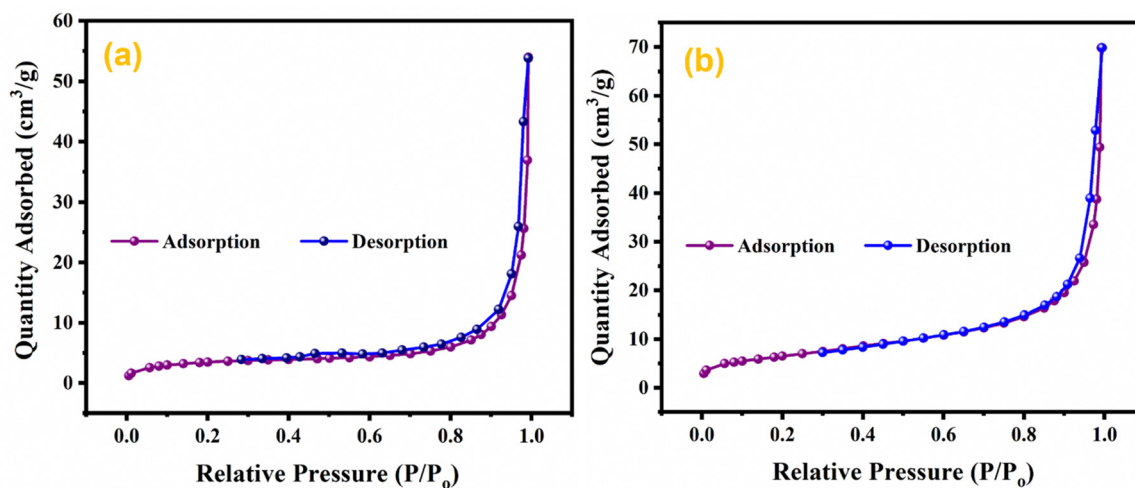 (a)
Quantity Adsorbed (cm³/g)
60
50
40
30
20
10
0
Adsorption
Desorption
0.0 0.2 0.4 0.6 0.8 1.0
Relative Pressure (P/Pₒ)
(b)
Quantity Adsorbed (cm³/g)
70
60
50
40
30
20
10
0
Adsorption
Desorption
0.0 0.2 0.4 0.6 0.8 1.0
Relative Pressure (P/Pₒ)